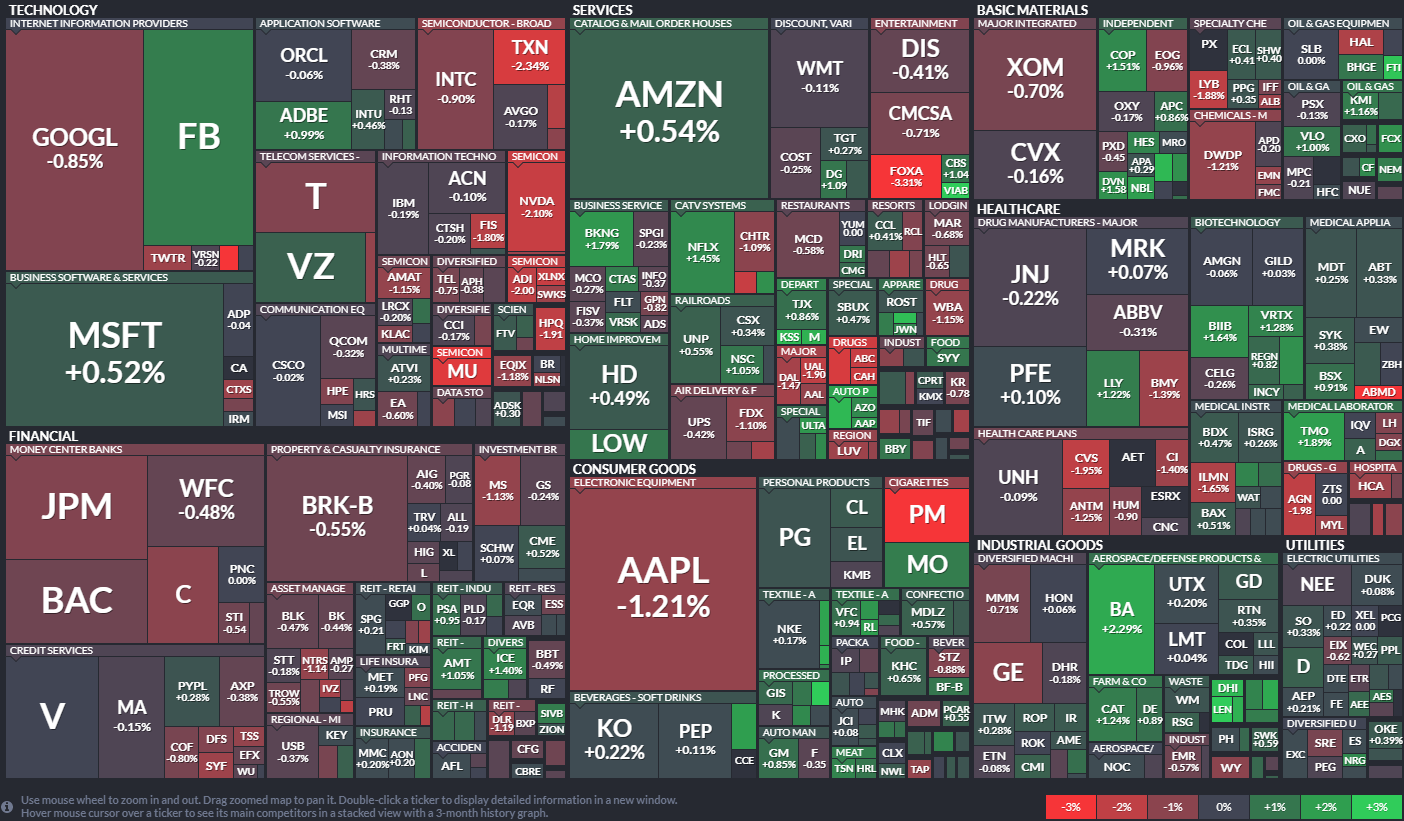 TECHNOLOGY
INTERNET INFORMATION PROVIDERS
GOOGL
-0.85%
FB
TWTR
VRSN
-0.22
APPLICATION SOFTWARE
ORCL
-0.06%
CRM
-0.38%
ADBE
+0.99%
INTU
+0.46%
RHT
-0.13
SEMICONDUCTOR - BROAD
INTC
-0.90%
TXN
-2.34%
AVGO
-0.17%
BUSINESS SOFTWARE & SERVICES
MSFT
+0.52%
ADP
-0.04
CA
CTXS
IRM
TELECOM SERVICES -
T
VZ
INFORMATION TECHNO
IBM
-0.19%
ACN
-0.10%
CTSH
-0.20%
FIS
-1.80%
SEMICON
NVDA
-2.10%
COMMUNICATION EQ
CSCO
-0.02%
QCOM
-0.32%
HPE
HRS
MSI
SEMICON
AMAT
-1.15%
LRCX
-0.20%
KLAC
DIVERSIFIED
TEL
-0.75
APH
-0.38
SEMICON
ADI
-2.00
XLNX
SWKS
DIVERSIFIE
CCI
-0.17%
SCIEN
FTV
HPQ
-1.91
MULTIME
ATVI
+0.23%
EA
-0.60%
SEMICON
MU
EQIX
-1.18%
BR
NLSN
DATA STO
ADSK
+0.30
SERVICES
CATALOG & MAIL ORDER HOUSES
AMZN
+0.54%
DISCOUNT, VARI
WMT
-0.11%
COST
-0.25%
TGT
+0.27%
DG
+1.09
ENTERTAINMENT
DIS
-0.41%
CMCSA
-0.71%
FOXA
-3.31%
CBS
+1.04
VIAB
BUSINESS SERVICE
BKNG
+1.79%
SPGI
-0.23%
MCO
-0.27%
CTAS
INFO
-0.37
FLT
GPN
-0.82
FISV
-0.37%
VRSK
ADS
CATV SYSTEMS
NFLX
+1.45%
CHTR
-1.09%
RESTAURANTS
MCD
-0.58%
YUM
0.00
DRI
CMG
RESORTS
CCL
+0.41%
RCL
LODGIN
MAR
-0.68%
HLT
-0.65
RAILROADS
UNP
+0.55%
CSX
+0.34%
NSC
+1.05%
DEPART
TJX
+0.86%
KSS
M
SPECIAL
SBUX
+0.47%
APPARE
ROST
JWN
DRUG
WBA
-1.15%
HOME IMPROVEM
HD
+0.49%
LOW
MAJOR
DAL
-1.47
UAL
-1.90
AAL
DRUGS
ABC
CAH
INDUST
FOOD
SYY
AIR DELIVERY & F
UPS
-0.42%
FDX
-1.10%
SPECIAL
ULTA
AUTO P
AZO
AAP
CPRT
KMX
KR
-0.78
REGION
LUV
BBY
TIF
BASIC MATERIALS
MAJOR INTEGRATED
XOM
-0.70%
CVX
-0.16%
INDEPENDENT
COP
+1.51%
EOG
-0.96%
OXY
-0.17%
APC
+0.86%
PXD
-0.45
HES
MRO
APA
+0.29
DVN
+1.58
NBL
SPECIALTY CHE
PX
ECL
+0.41
SHW
+0.40
LYB
-1.88%
PPG
+0.35
IFF
ALB
CHEMICALS - M
DWDP
-1.21%
APD
-0.20
EMN
FMC
OIL & GAS EQUIPMEN
SLB
0.00%
HAL
BHGE
FTI
OIL & GA
PSX
-0.13%
VLO
+1.00%
MPC
-0.21
HFC
OIL & GAS
KMI
+1.16%
CXO
FCX
CF
NEM
NUE
HEALTHCARE
DRUG MANUFACTURERS - MAJOR
JNJ
-0.22%
MRK
+0.07%
ABBV
-0.31%
PFE
+0.10%
LLY
+1.22%
BMY
-1.39%
BIOTECHNOLOGY
AMGN
-0.06%
GILD
+0.03%
BIIB
+1.64%
VRTX
+1.28%
CELG
-0.26%
REGN
+0.82
INCY
MEDICAL APPLIA
MDT
+0.25%
ABT
+0.33%
SYK
+0.38%
EW
ZBH
BSX
+0.91%
ABMD
HEALTH CARE PLANS
UNH
-0.09%
CVS
-1.95%
AET
CI
-1.40%
ANTM
-1.25%
HUM
-0.90
ESRX
CNC
MEDICAL INSTR
BDX
+0.47%
ISRG
+0.26%
ILMN
-1.65%
WAT
BAX
+0.51%
MEDICAL LABORATOR
TMO
+1.89%
IQV
LH
A
DGX
DRUGS - G
AGN
-1.98
ZTS
0.00
MYL
HOSPITA
HCA
FINANCIAL
MONEY CENTER BANKS
JPM
WFC
-0.48%
BAC
C
PNC
0.00%
STI
-0.54
PROPERTY & CASUALTY INSURANCE
BRK-B
-0.55%
AIG
-0.40%
PGR
-0.08
TRV
+0.04%
ALL
-0.19
HIG
XL
L
INVESTMENT BR
MS
-1.13%
GS
-0.24%
SCHW
+0.07%
CME
+0.52%
CREDIT SERVICES
V
MA
-0.15%
PYPL
+0.28%
AXP
-0.38%
COF
-0.80%
DFS
TSS
SYF
EFX
WU
ASSET MANAGE
BLK
-0.47%
BK
-0.44%
STT
-0.18%
NTRS
-1.14
AMP
-0.27
TROW
-0.55%
IVZ
REIT - RETAI
SPG
+0.21
GGP
O
FRT
KIM
REIT - INDU
PSA
+0.95
PLD
-0.17
REIT - RES
EQR
ESS
AVB
LIFE INSURA
MET
+0.19%
PFG
LNC
PRU
REIT -
AMT
+1.05%
DIVERS
ICE
+1.40%
BBT
-0.49%
RF
REGIONAL - MI
USB
-0.37%
KEY
INSURANCE
MMC
+0.20%
AON
+0.20
REIT - H
REIT -
DLR
-1.19
BXP
SIVB
ZION
ACCIDEN
AFL
CFG
CBRE
CONSUMER GOODS
ELECTRONIC EQUIPMENT
AAPL
-1.21%
PERSONAL PRODUCTS
PG
CL
EL
KMB
CIGARETTES
PM
MO
TEXTILE - A
NKE
+0.17%
TEXTILE - A
VFC
+0.94
RL
CONFECTIO
MDLZ
+0.57%
PACKA
IP
FOOD -
KHC
+0.65%
BEVER
STZ
-0.88%
BF-B
PROCESSED
GIS
K
BEVERAGES - SOFT DRINKS
KO
+0.22%
PEP
+0.11%
CCE
AUTO
JCI
+0.08
MHK
ADM
PCAR
+0.55
AUTO MAN
GM
+0.85%
F
-0.35
MEAT
TSN
HRL
CLX
NWL
TAP
INDUSTRIAL GOODS
DIVERSIFIED MACHI
MMM
-0.71%
HON
+0.06%
GE
DHR
-0.18%
ITW
+0.28%
ROP
IR
ROK
AME
ETN
-0.08%
CMI
AEROSPACE/DEFENSE PRODUCTS &
BA
+2.29%
UTX
+0.20%
GD
LMT
+0.04%
RTN
+0.35%
COL
LLL
TDG
HII
FARM & CO
CAT
+1.24%
DE
+0.89
WASTE
WM
RSG
DHI
LEN
AEROSPACE/
NOC
INDUST
EMR
-0.57%
PH
SWK
+0.59
WY
UTILITIES
ELECTRIC UTILITIES
NEE
DUK
+0.08%
SO
+0.33%
ED
+0.22
XEL
0.00
PCG
D
EIX
-0.62
WEC
+0.27
PPL
DTE
ETR
AEP
+0.21%
FE
AEE
AES
DIVERSIFIED U
EXC
SRE
ES
OKE
+0.39%
PEG
NRG
Use mouse wheel to zoom in and out. Drag zoomed map to pan it. Double-click a ticker to display detailed information in a new window.
Hover mouse cursor over a ticker to see its main competitors in a stacked view with a 3-month history graph.
-3% -2% -1% 0% +1% +2% +3%